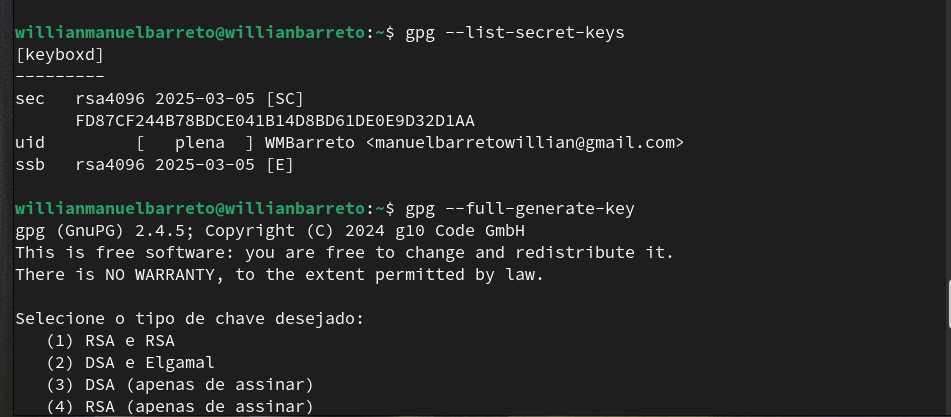 willianmanuelbarreto@willianbarreto:~$ gpg --list-secret-keys
[keyboxd]
---------
sec   rsa4096 2025-03-05 [SC]
      FD87CF244B78BDCE041B14D8BD61DE0E9D32D1AA
uid         [   plena  ] WMBarreto <manuelbarretowillian@gmail.com>
ssb   rsa4096 2025-03-05 [E]
willianmanuelbarreto@willianbarreto:~$ gpg --full-generate-key
gpg (GnuPG) 2.4.5; Copyright (C) 2024 g10 Code GmbH
This is free software: you are free to change and redistribute it.
There is NO WARRANTY, to the extent permitted by law.
Selecione o tipo de chave desejado:
   (1) RSA e RSA
   (2) DSA e Elgamal
   (3) DSA (apenas de assinar)
   (4) RSA (apenas de assinar)